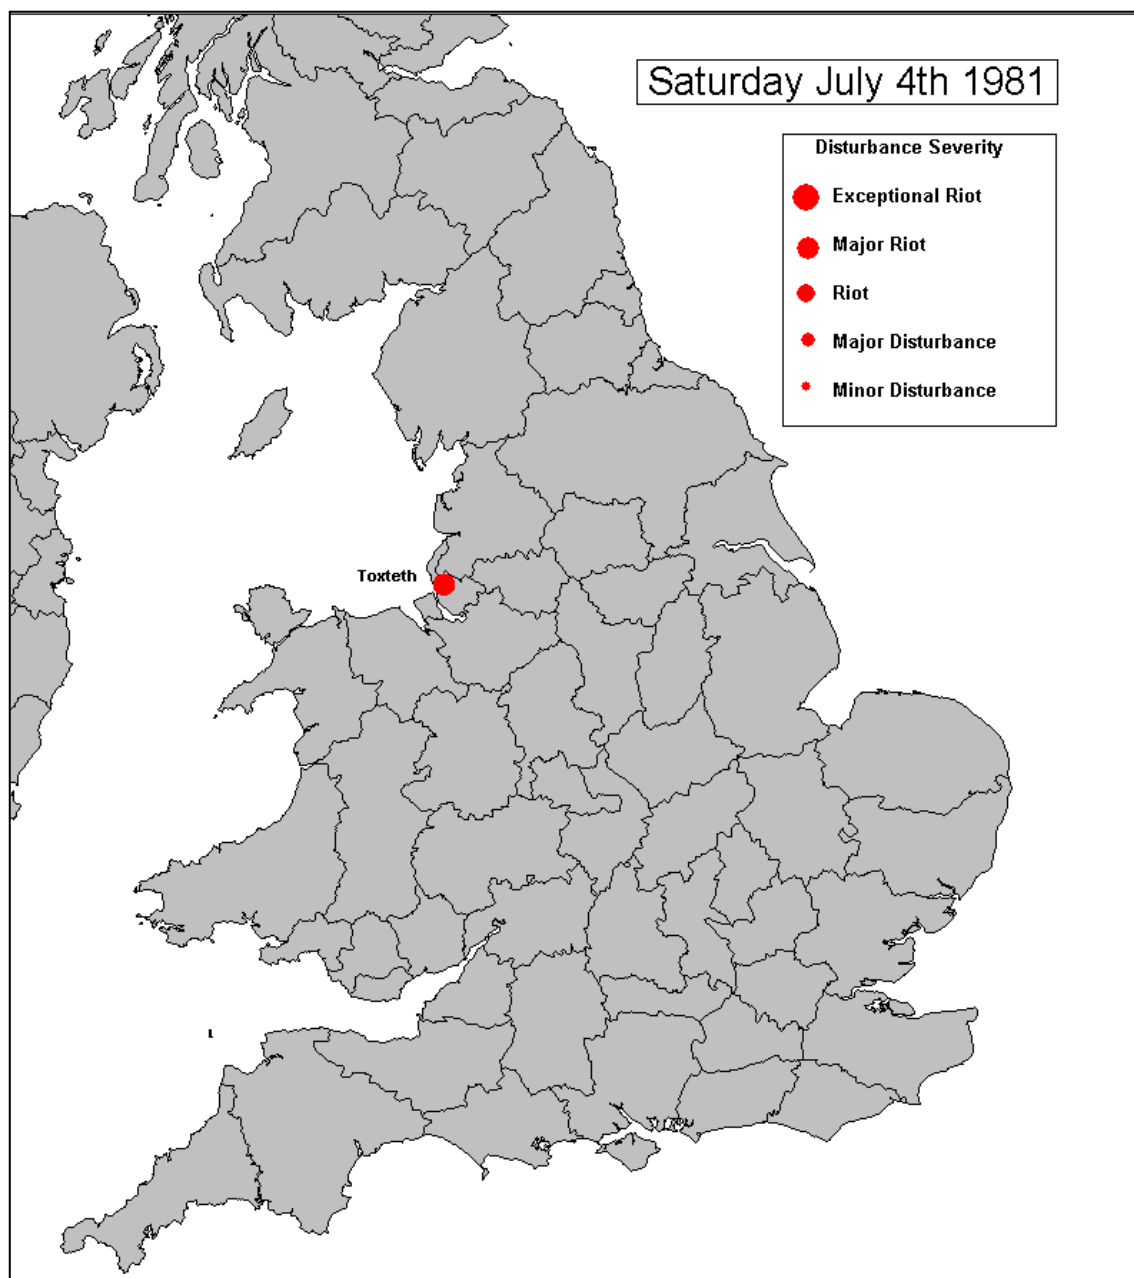 Saturday July 4th 1981
Disturbance Severity
Exceptional Riot
Major Riot
Riot
Major Disturbance
Minor Disturbance
Toxteth